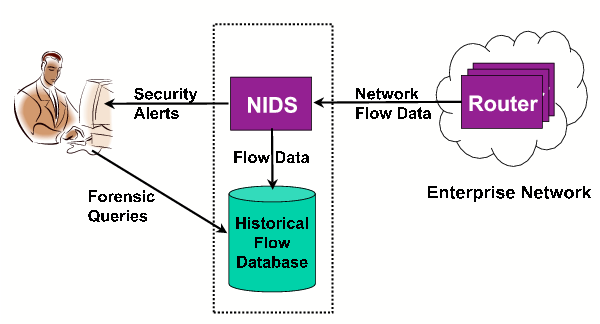 Security
Alerts
NIDS
Network
Flow Data
Router
Flow Data
Enterprise Network
Forensic
Queries
Historical
Flow
Database